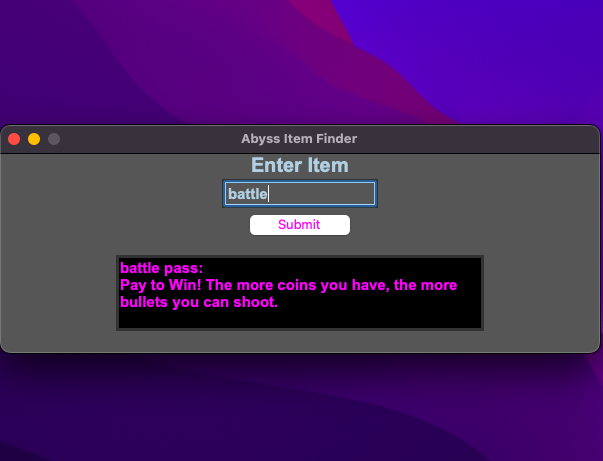 Abyss Item Finder
Enter Item
battle
Submit
battle pass:
Pay to Win! The more coins you have, the more
bullets you can shoot.